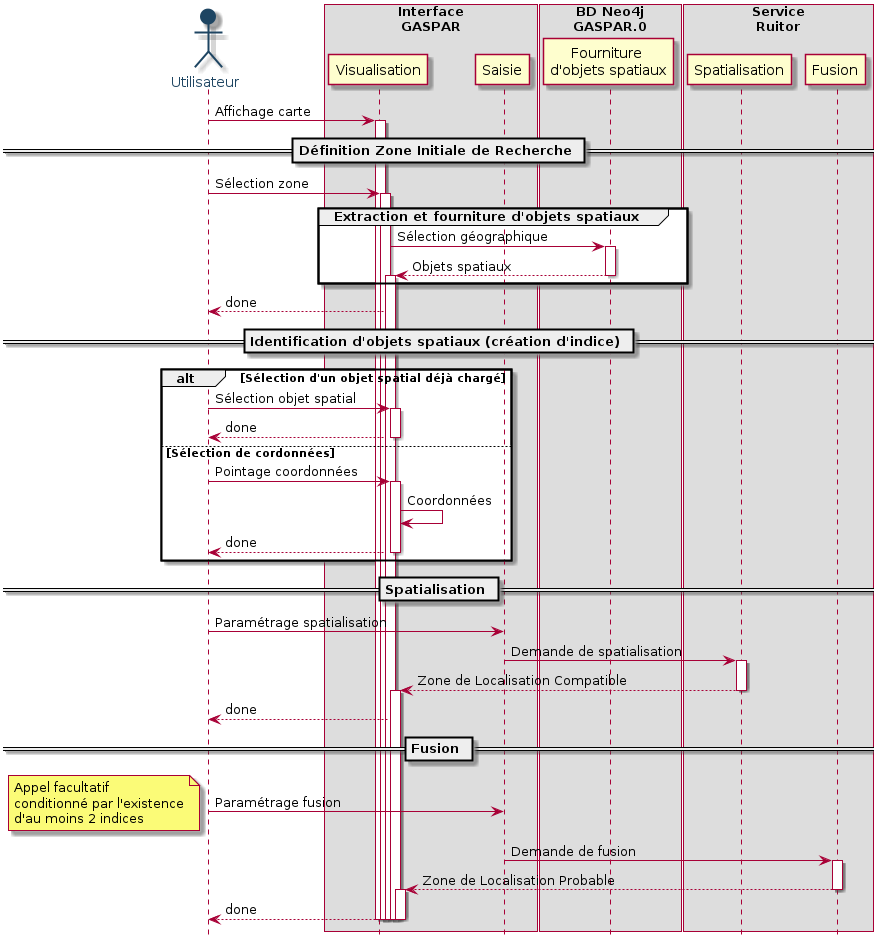 Interface
GASPAR
BD Neo4j
GASPAR.0
Service
Ruitor
Utilisateur
Visualisation
Saisie
Fourniture
d'objets spatiaux
Spatialisation
Fusion
Affichage carte
Définition Zone Initiale de Recherche
Sélection zone
Extraction et fourniture d'objets spatiaux
Sélection géographique
Objets spatiaux
done
Identification d'objets spatiaux (création d'indice)
alt [Sélection d'un objet spatial déjà chargé]
Sélection objet spatial
done
[Sélection de cordonnées]
Pointage coordonnées
Coordonnées
done
Spatialisation
Paramétrage spatialisation
Demande de spatialisation
Zone de Localisation Compatible
done
Fusion
Appel facultatif
conditionné par l'existence
d'au moins 2 indices
Paramétrage fusion
Demande de fusion
Zone de Localisation Probable
done